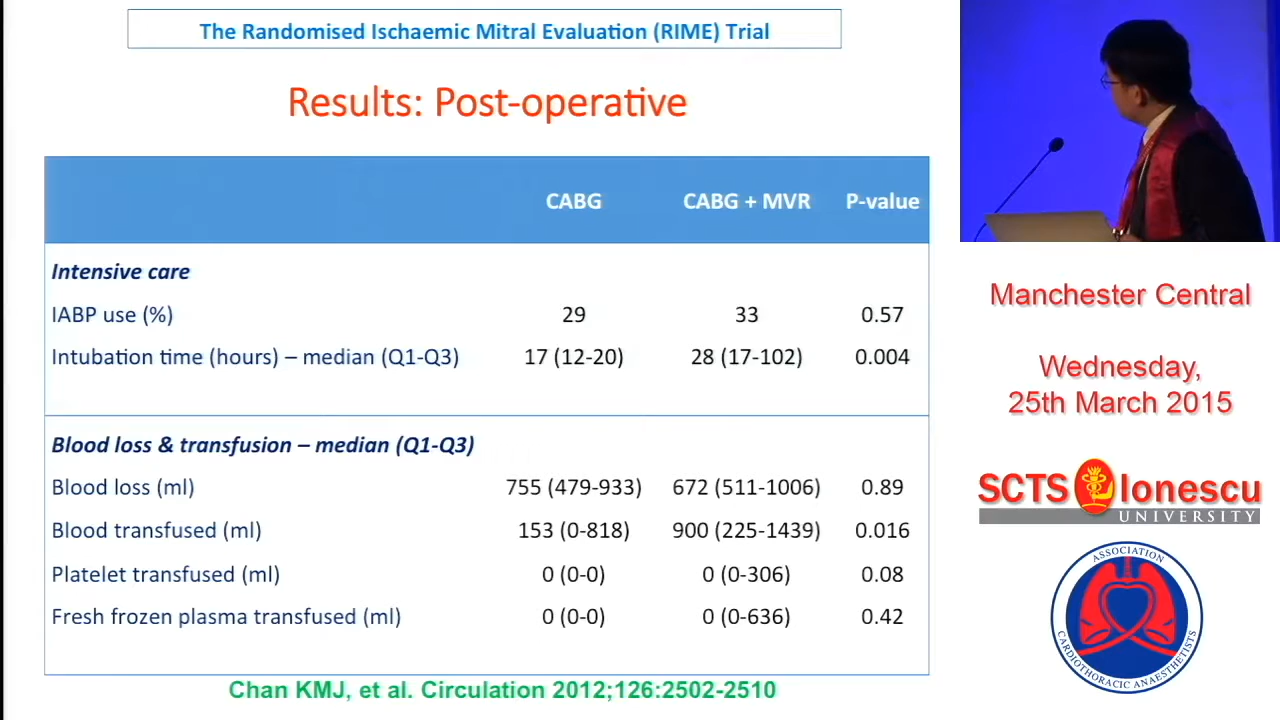 The Randomised Ischaemic Mitral Evaluation (RIME) Trial
Results: Post-operative
CABG CABG + MVR P-value
Intensive care
IABP use (%) 29 33 0.57
Intubation time (hours) – median (Q1-Q3) 17 (12-20) 28 (17-102) 0.004
Blood loss & transfusion – median (Q1-Q3)
Blood loss (ml) 755 (479-933) 672 (511-1006) 0.89
Blood transfused (ml) 153 (0-818) 900 (225-1439) 0.016
Platelet transfused (ml) 0 (0-0) 0 (0-306) 0.08
Fresh frozen plasma transfused (ml) 0 (0-0) 0 (0-636) 0.42
Chan KMJ, et al. Circulation 2012;126:2502-2510
Manchester Central
Wednesday,
25th March 2015
SCTS Ionescu
UNIVERSITY
ASSOCIATION
CARDIOTHORACIC ANAESTHETISTS